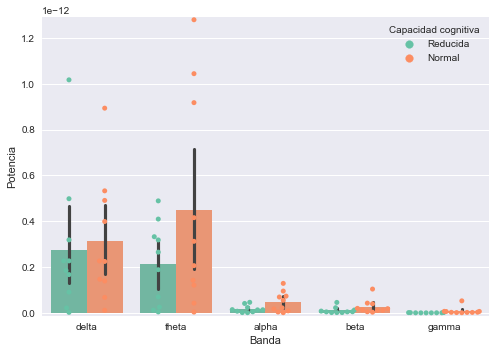 1e−12
Capacidad cognitiva
Reducida
Normal
1.2
1.0
0.8
0.6
0.4
0.2
0.0
Potencia
delta theta alpha beta gamma
Banda